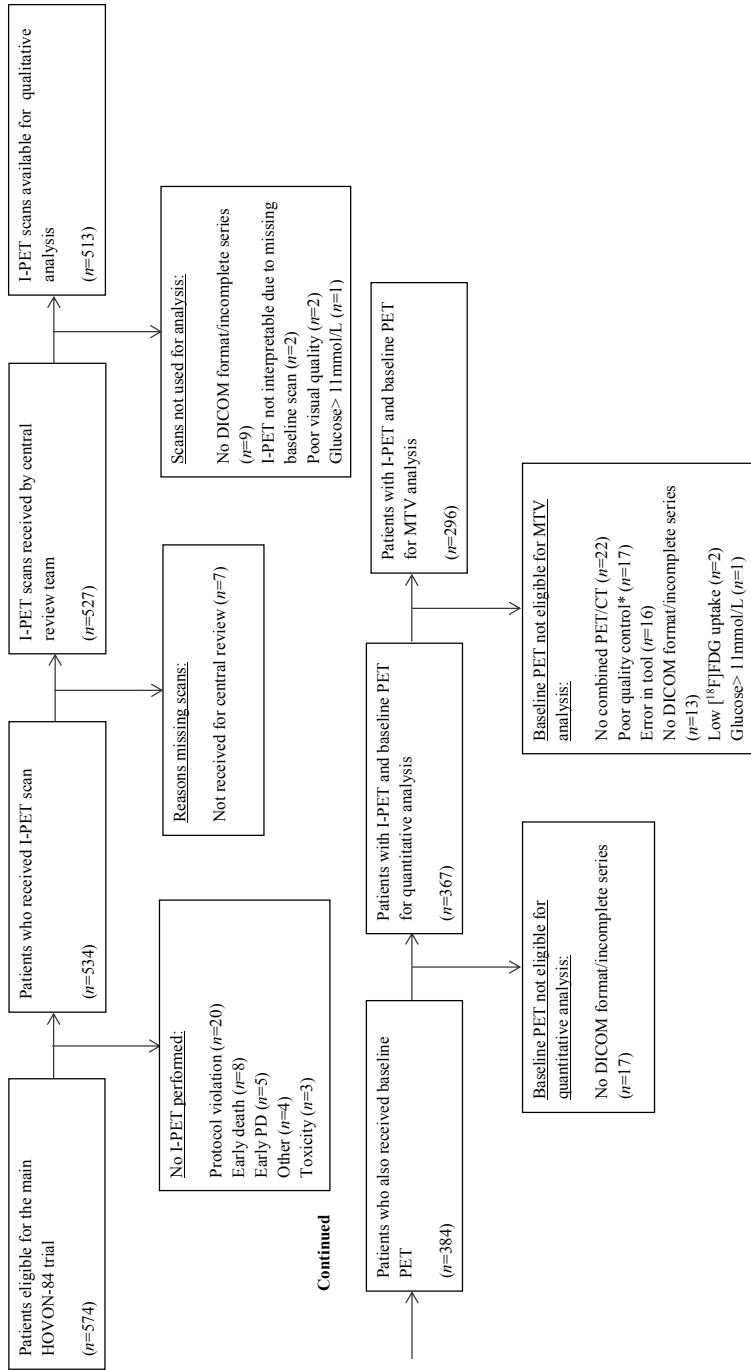 Patients eligible for the main
HOVON-84 trial
(n=574)
No I-PET performed:
Protocol violation (n=20)
Early death (n=8)
Early PD (n=5)
Other (n=4)
Toxicity (n=3)
Patients who received I-PET scan
(n=534)
Reasons missing scans:
Not received for central review (n=7)
I-PET scans received by central
review team
(n=527)
Scans not used for analysis:
No DICOM format/incomplete series
(n=9)
I-PET not interpretable due to missing
baseline scan (n=2)
Poor visual quality (n=2)
Glucose> 11mmol/L (n=1)
I-PET scans available for qualitative
analysis
(n=513)
Continued
Patients who also received baseline
PET
(n=384)
Baseline PET not eligible for
quantitative analysis:
No DICOM format/incomplete series
(n=17)
Patients with I-PET and baseline PET
for quantitative analysis
(n=367)
Baseline PET not eligible for MTV
analysis:
No combined PET/CT (n=22)
Poor quality control* (n=17)
Error in tool (n=16)
No DICOM format/incomplete series
(n=13)
Low [¹⁸F]FDG uptake (n=2)
Glucose> 11mmol/L (n=1)
Patients with I-PET and baseline PET
for MTV analysis
(n=296)